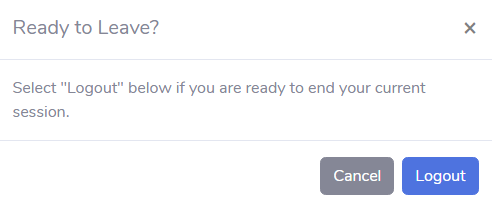 Ready to Leave?
×
Select "Logout" below if you are ready to end your current
session.
Cancel Logout